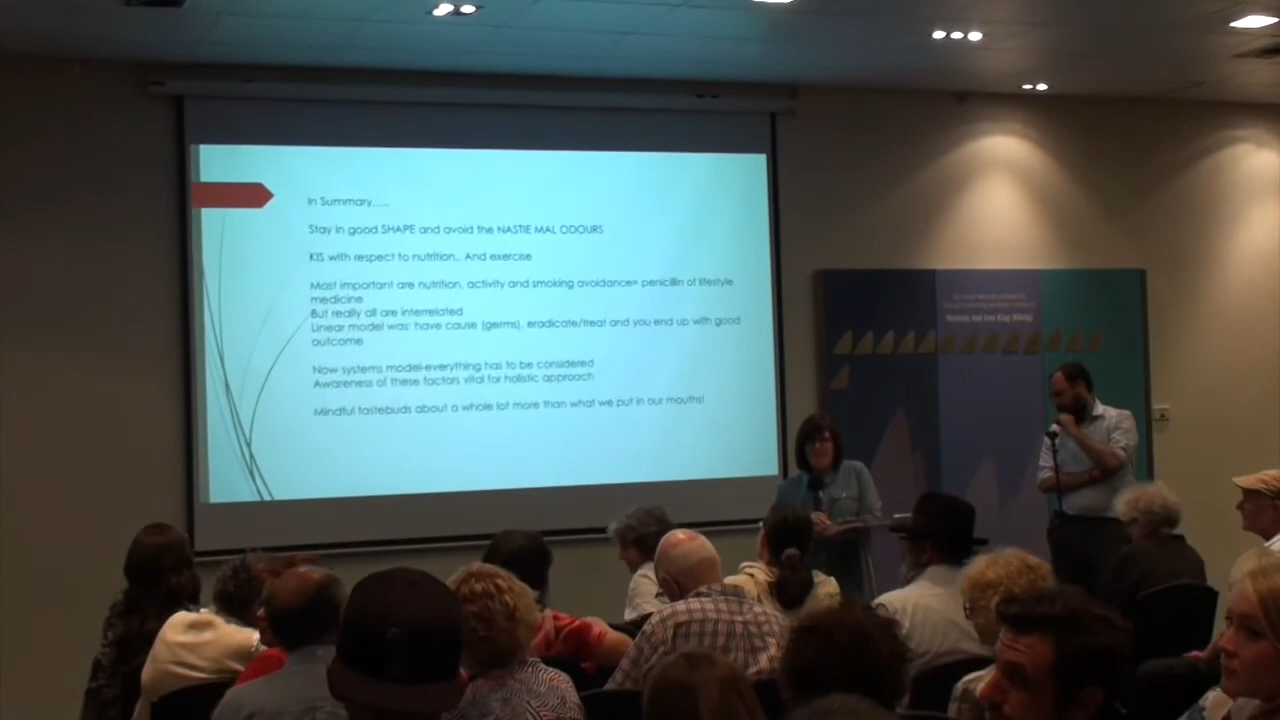 In Summary.....
Stay in good SHAPE and avoid the NASTIE MAL ODOURS
KIS with respect to nutrition.. And exercise
Most important are nutrition, activity and smoking avoidance= penicillin of lifestyle
medicine
But really all are interrelated
Linear model was: have cause (germs), eradicate/treat and you end up with good
outcome
Now systems model-everything has to be considered
Awareness of these factors vital for holistic approach
Mindful tastebuds about a whole lot more than what we put in our mouths!